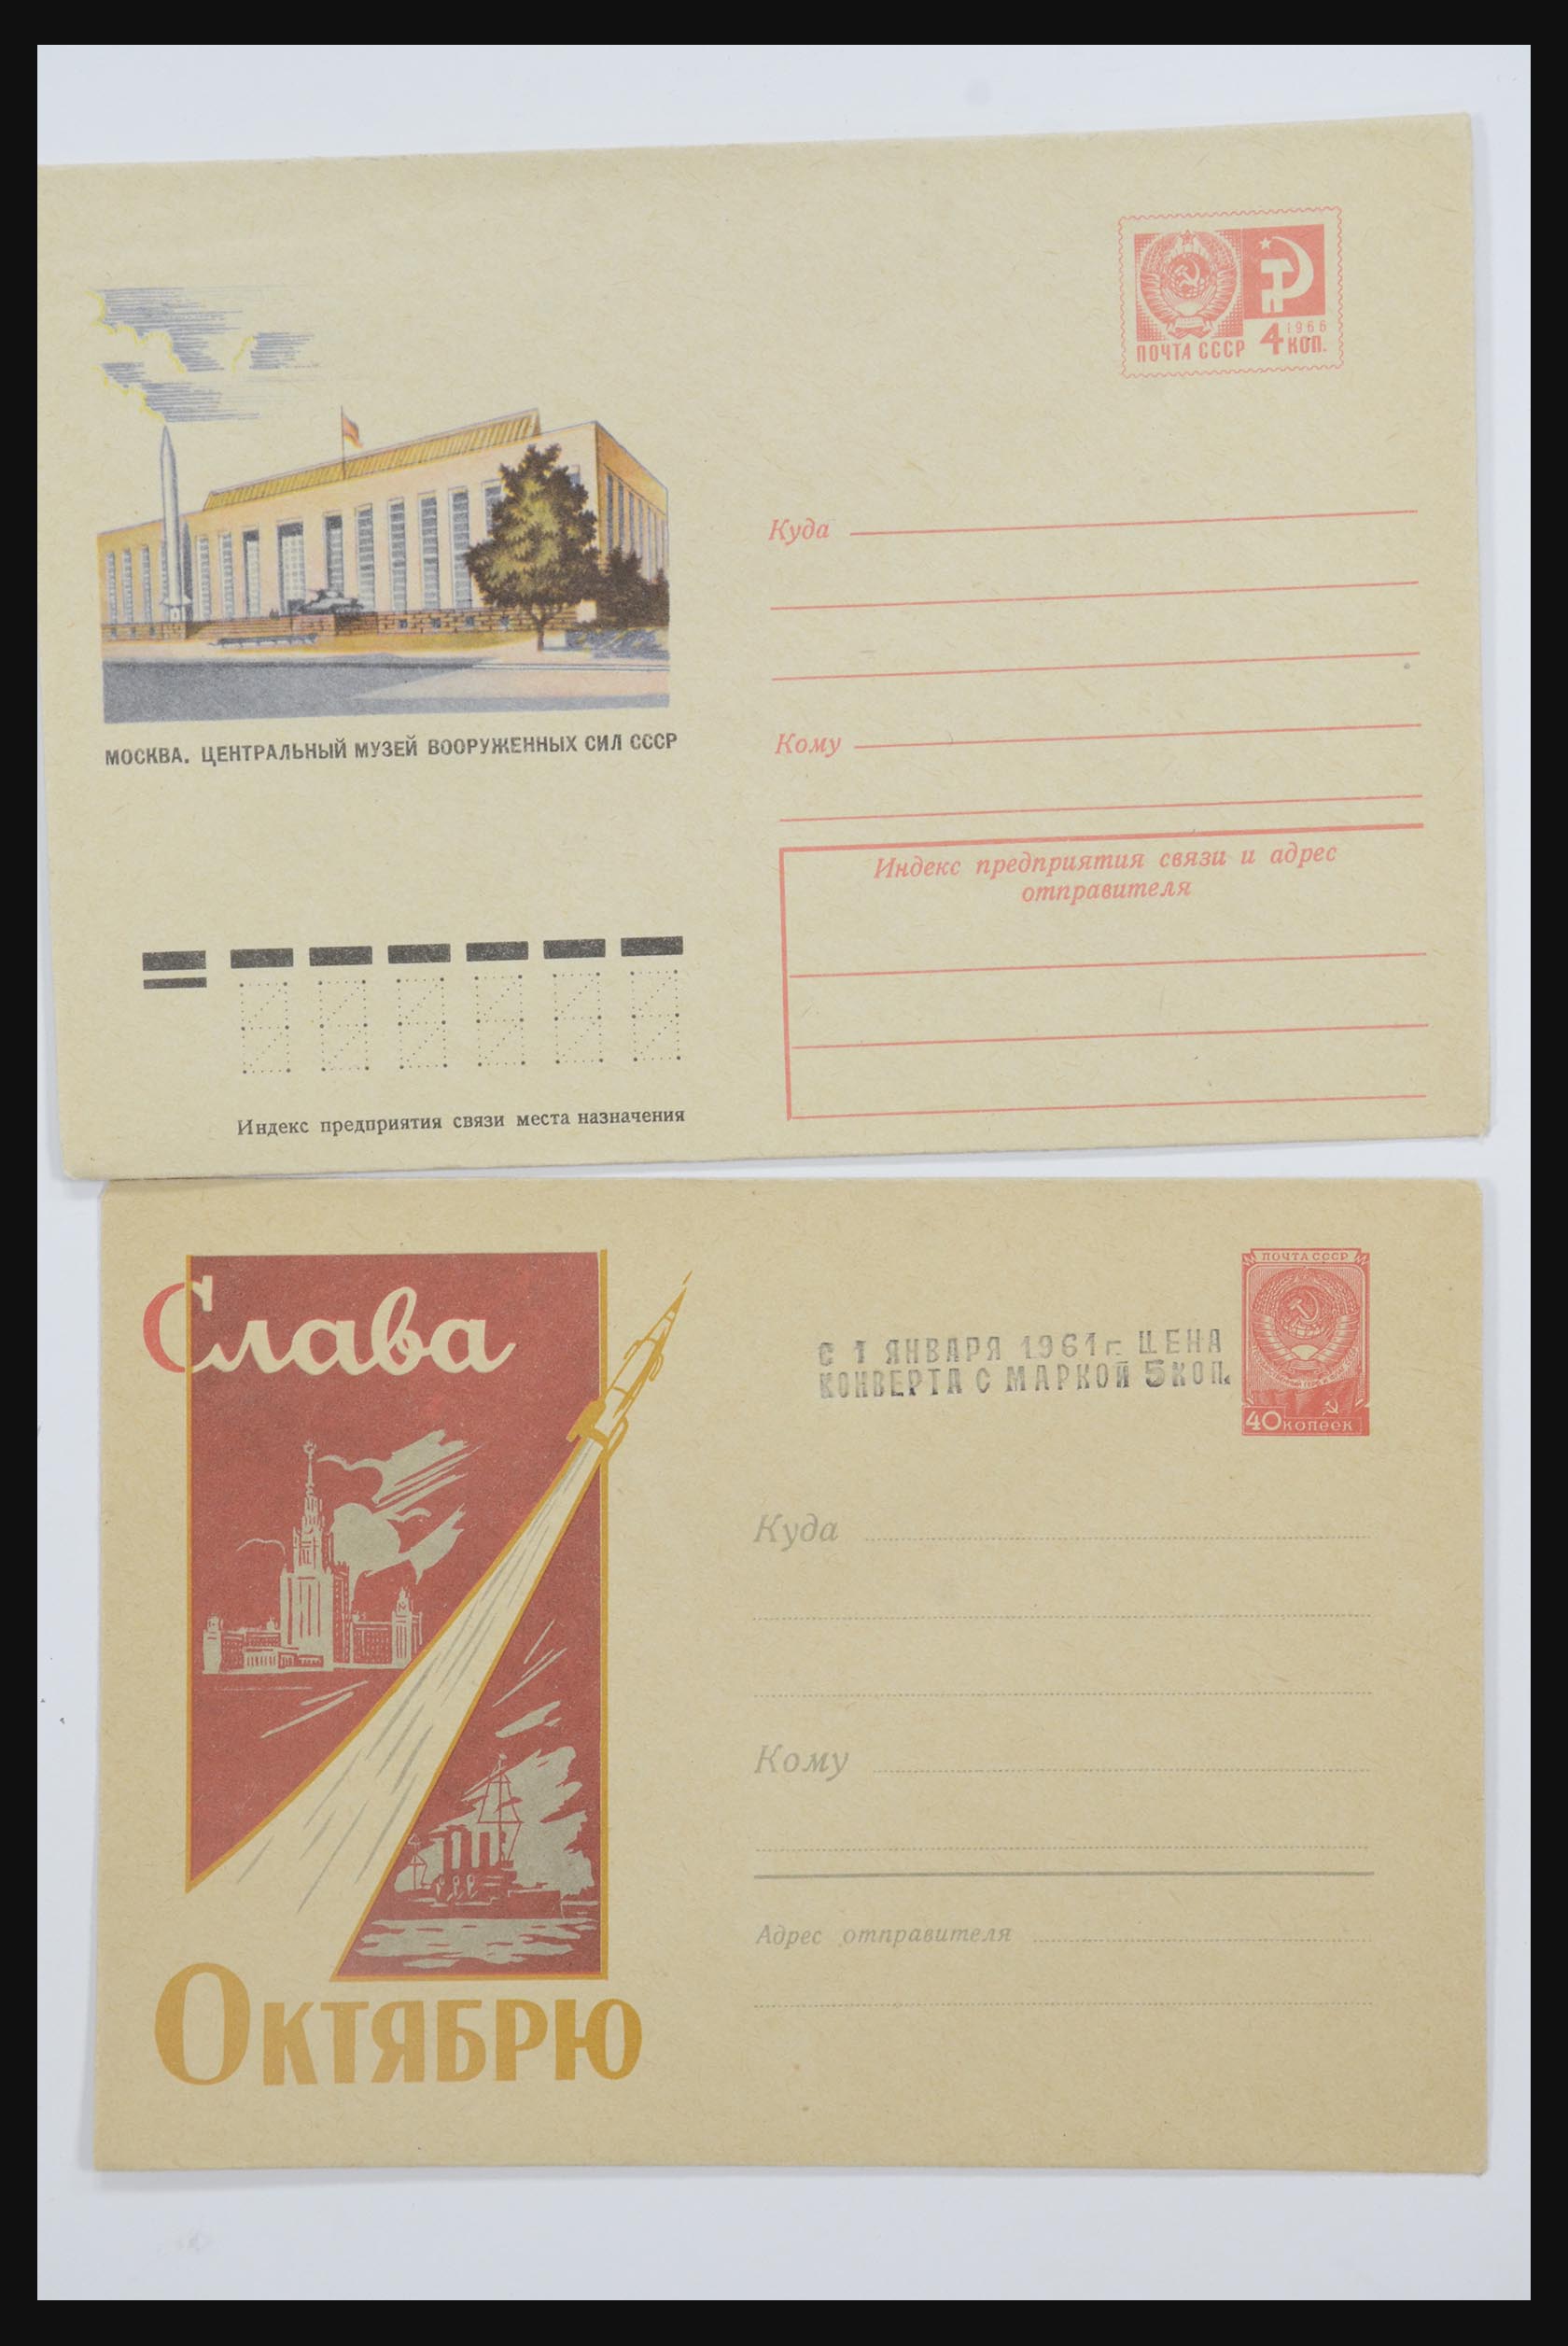 ПОЧТА СССР 4 1966 КОП.
Куда
МОСКВА. ЦЕНТРАЛЬНЫЙ МУЗЕЙ ВООРУЖЕННЫХ СИЛ СССР
Кому
Индекс предприятия связи и адрес
отправителя
Индекс предприятия связи места назначения
Слава
Октябрю
ПОЧТА СССР
С 1 ЯНВАРЯ 1961 г. ЦЕНА
КОНВЕРТА С МАРКОЙ 5 КОП.
40 копеек
Куда
Кому
Адрес отправителя